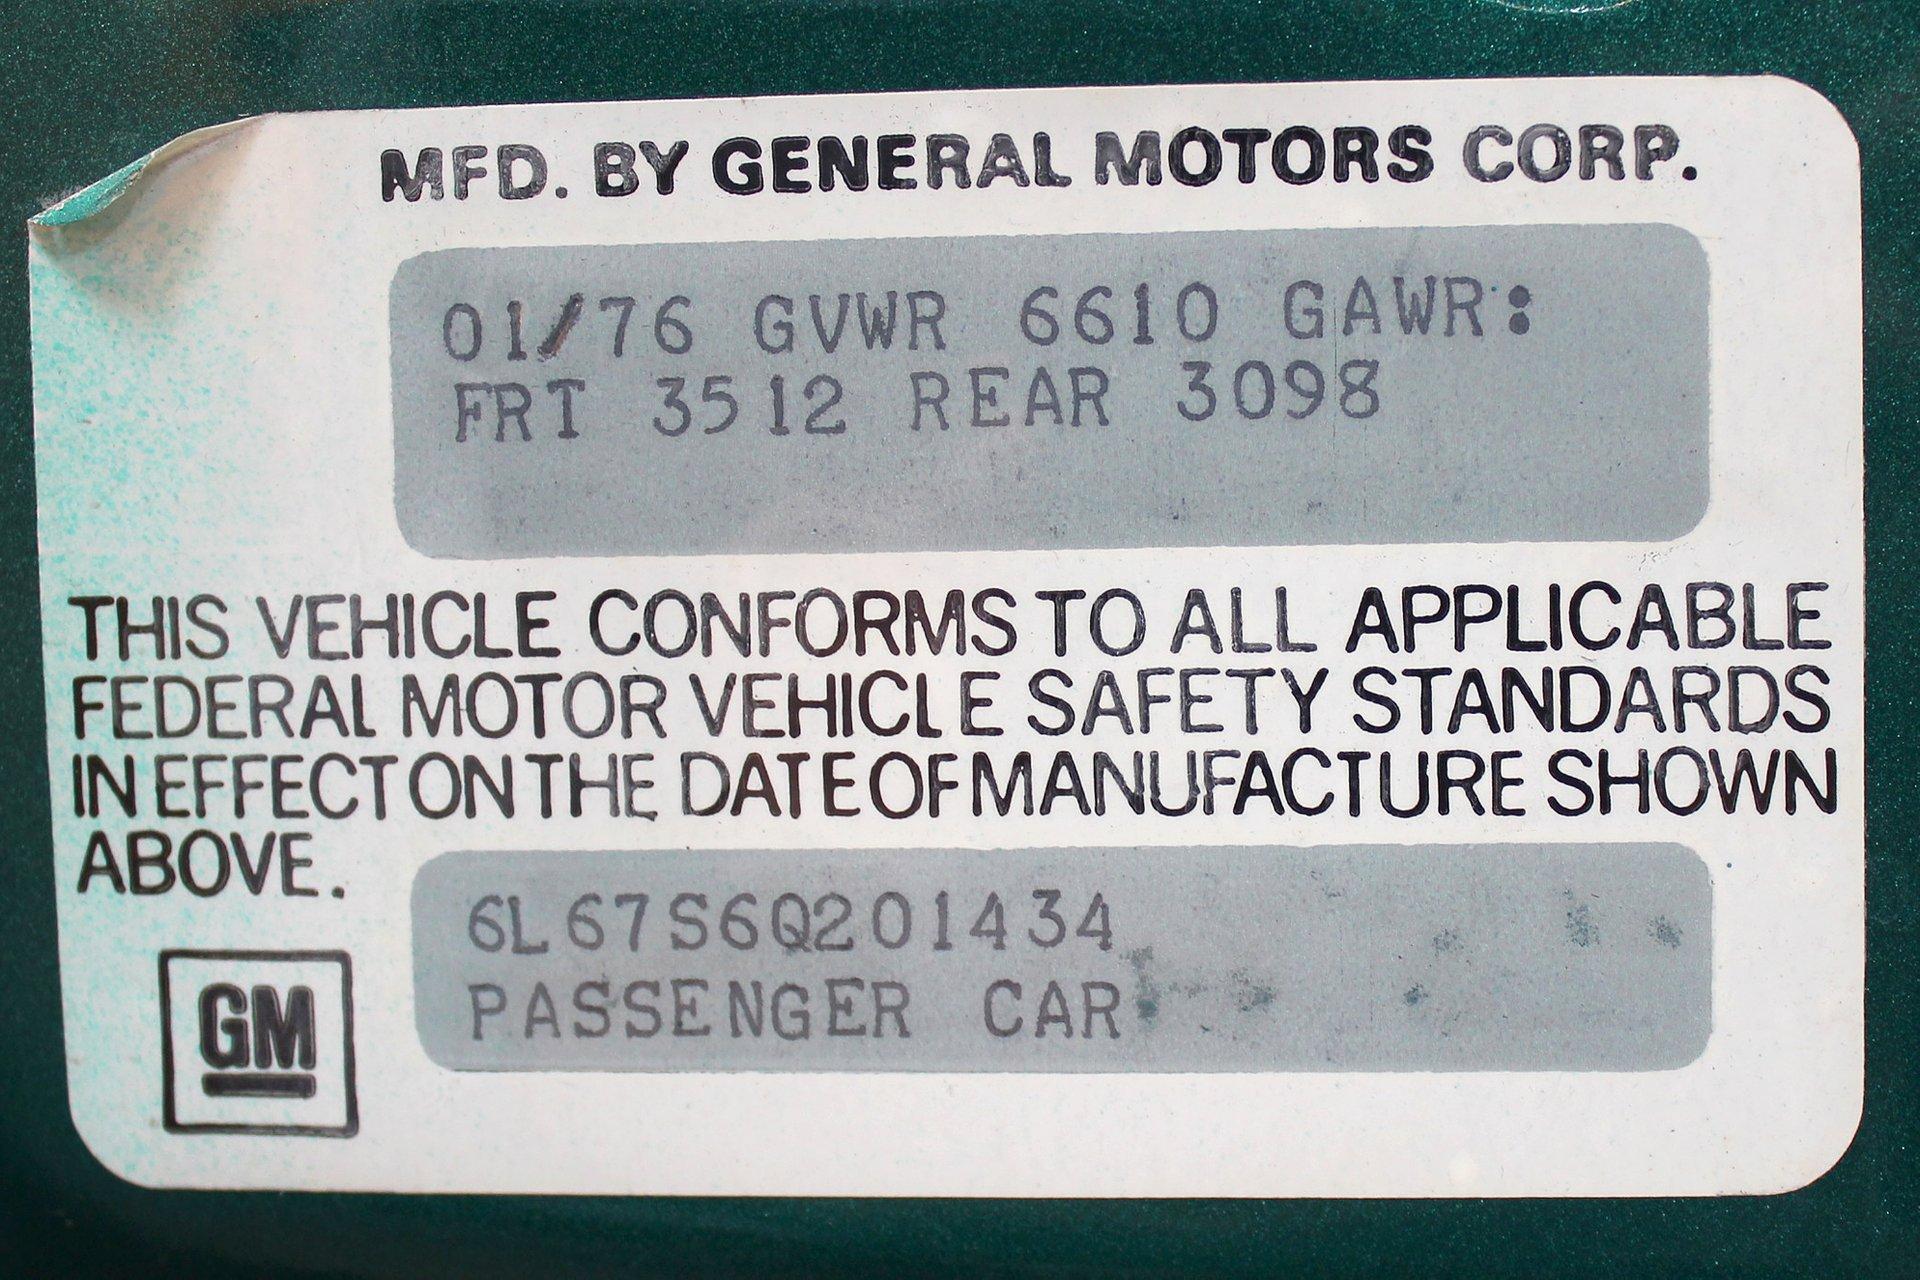 MFD. BY GENERAL MOTORS CORP.
01/76 GVWR 6610 GAWR:
FRT 3512 REAR 3098
THIS VEHICLE CONFORMS TO ALL APPLICABLE
FEDERAL MOTOR VEHICLE SAFETY STANDARDS
IN EFFECT ON THE DATE OF MANUFACTURE SHOWN
ABOVE.
6L67S6Q201434
PASSENGER CAR
GM